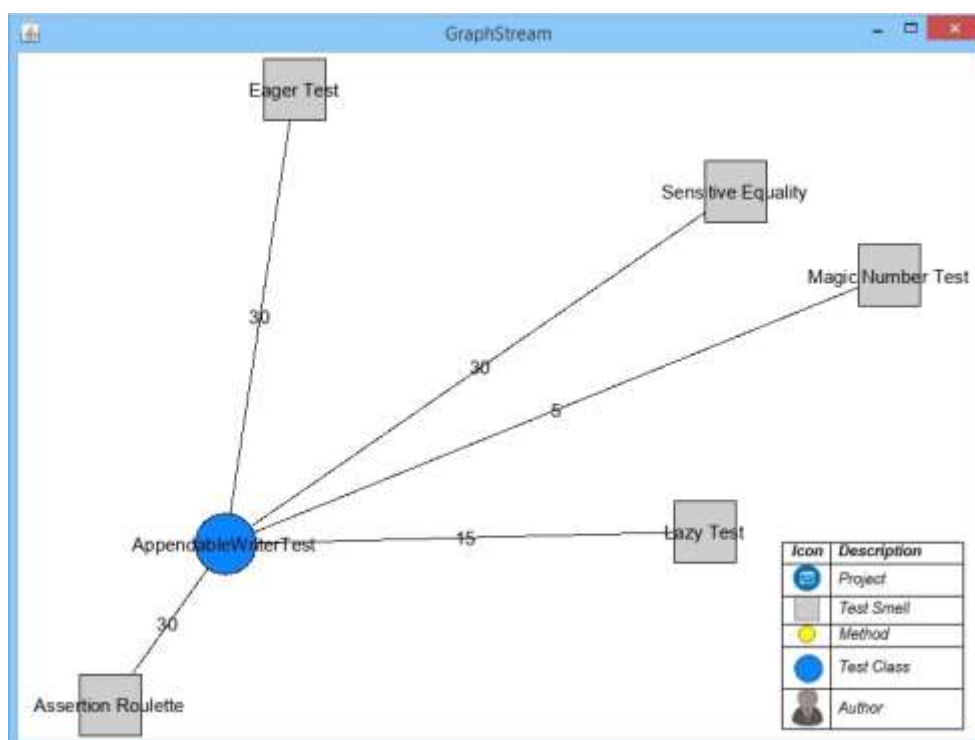 GraphStream
Eager Test
Sensitive Equality
Magic Number Test
30
30
5
Lazy Test
15
AppendableWriterTest
30
Assertion Roulette
Icon Description
Project
Test Smell
Method
Test Class
Author